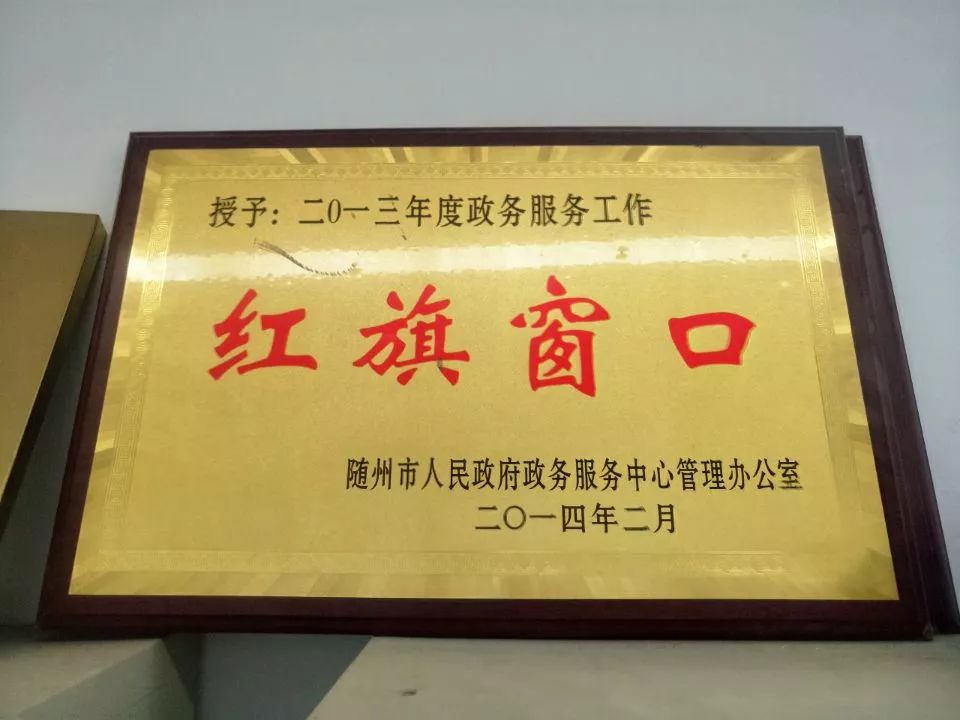 授予：二0一三年度政务服务工作
红旗窗口
随州市人民政府政务服务中心管理办公室
二〇一四年二月